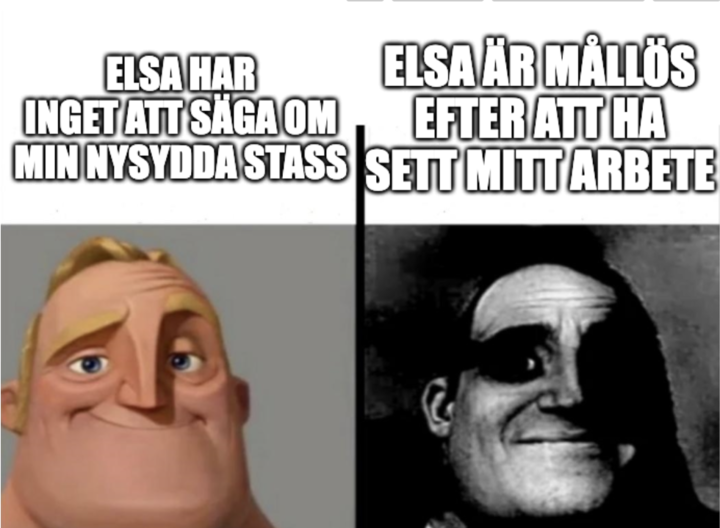 ELSA HAR
INGET ATT SÄGA OM
MIN NYSYDDA STASS
ELSA ÄR MÅLLÖS
EFTER ATT HA
SETT MITT ARBETE